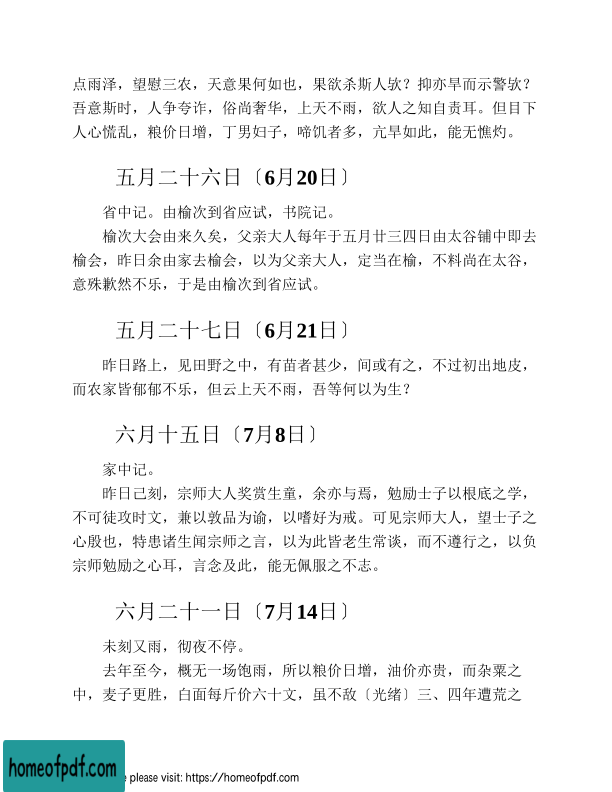 点雨泽，望慰三农，天意果何如也，果欲杀斯人欤？抑亦旱而示警欤？
吾意斯时，人争夸诈，俗尚奢华，上天不雨，欲人之知自责耳。但目下
人心慌乱，粮价日增，丁男妇子，啼饥者多，亢旱如此，能无憔灼。
五月二十六日〔6月20日〕
省中记。由榆次到省应试，书院记。
榆次大会由来久矣，父亲大人每年于五月廿三四日由太谷铺中即去
榆会，昨日余由家去榆会，以为父亲大人，定当在榆，不料尚在太谷，
意殊歉然不乐，于是由榆次到省应试。
五月二十七日〔6月21日〕
昨日路上，见田野之中，有苗者甚少，间或有之，不过初出地皮，
而农家皆郁郁不乐，但云上天不雨，吾等何以为生？
六月十五日〔7月8日〕
家中记。
昨日己刻，宗师大人奖赏生童，余亦与焉，勉励士子以根底之学，
不可徒攻时文，兼以敦品为谕，以嗜好为戒。可见宗师大人，望士子之
心殷也，特患诸生闻宗师之言，以为此皆老生常谈，而不遵行之，以负
宗师勉励之心耳，言念及此，能无佩服之不志。
六月二十一日〔7月14日〕
未刻又雨，彻夜不停。
去年至今，概无一场饱雨，所以粮价日增，油价亦贵，而杂粟之
中，麦子更胜，白面每斤价六十文，虽不敌〔光绪〕三、四年遭荒之
homeofpdf.com
e please visit: https://homeofpdf.com